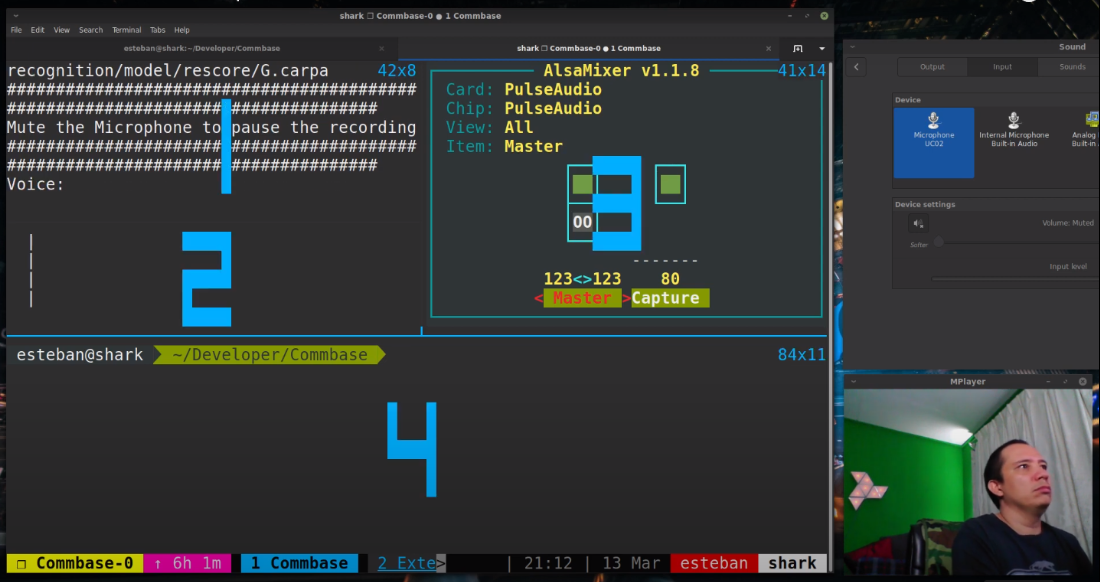 shark ❐ Commbase-0 ● 1 Commbase
File Edit View Search Terminal Tabs Help
esteban@shark:~/Developer/Commbase
shark ❐ Commbase-0 ● 1 Commbase
recognition/model/rescore/G.carpa 42x8
##########################################
######################################
Mute the Microphone to pause the recording
##########################################
######################################
Voice:
1
|
|
|
|
2
AlsaMixer v1.1.8 41x14
Card: PulseAudio
Chip: PulseAudio
View: All
Item: Master
3
OO
-------
123<>123 80
< Master >Capture
esteban@shark ~/Developer/Commbase 84x11
4
❐ Commbase-0 ↑ 6h 1m 1 Commbase 2 Exte> | 21:12 | 13 Mar esteban shark
Sound
Output Input Sounds
Device
Microphone
UC02
Internal Microphone
Built-in Audio
Analog
Built-in
Device settings
Volume: Muted
Softer
Input level
MPlayer